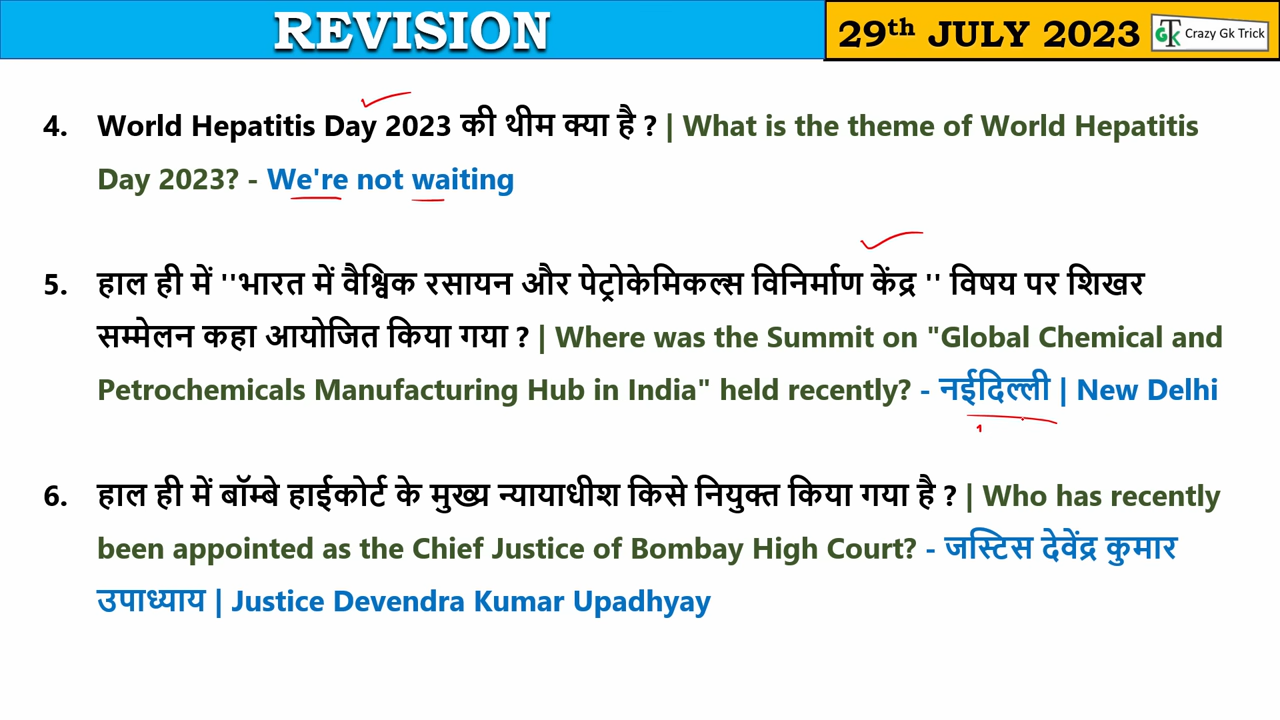 REVISION
29th JULY 2023
GTK Crazy Gk Trick
4. World Hepatitis Day 2023 की थीम क्या है ? | What is the theme of World Hepatitis
Day 2023? - We're not waiting
5. हाल ही में ''भारत में वैश्विक रसायन और पेट्रोकेमिकल्स विनिर्माण केंद्र '' विषय पर शिखर
सम्मेलन कहा आयोजित किया गया ? | Where was the Summit on "Global Chemical and
Petrochemicals Manufacturing Hub in India" held recently? - नईदिल्ली | New Delhi
6. हाल ही में बॉम्बे हाईकोर्ट के मुख्य न्यायाधीश किसे नियुक्त किया गया है ? | Who has recently
been appointed as the Chief Justice of Bombay High Court? - जस्टिस देवेंद्र कुमार
उपाध्याय | Justice Devendra Kumar Upadhyay